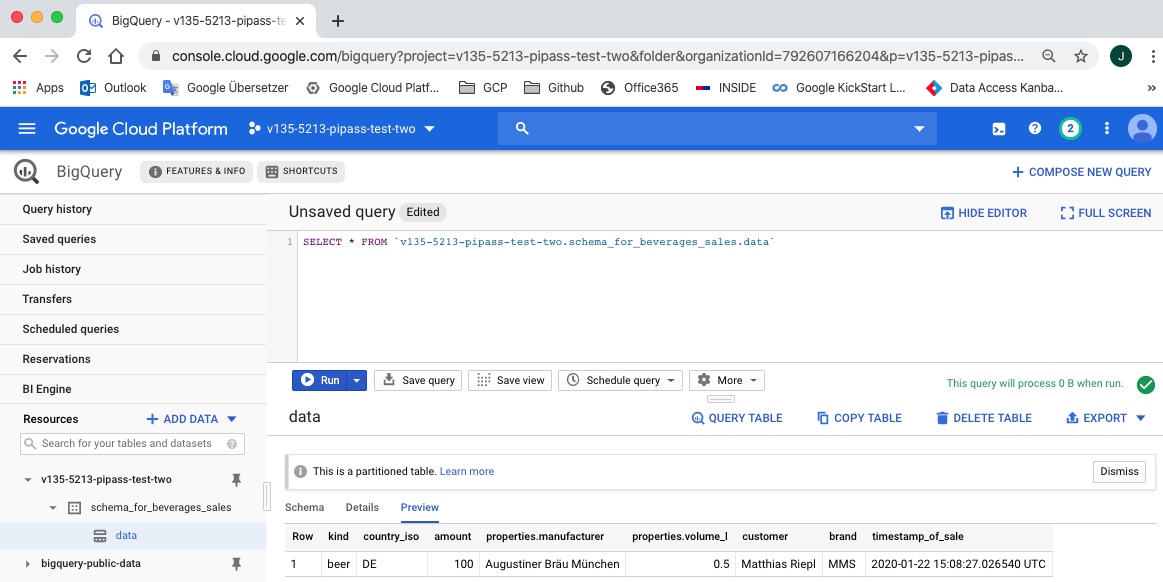 BigQuery - v135-5213-pipass-te
console.cloud.google.com/bigquery?project=v135-5213-pipass-test-two&folder&organizationId=792607166204&p=v135-5213-pipas...
J
Apps Outlook Google Übersetzer Google Cloud Platf... GCP Github Office365 INSIDE Google KickStart L... Data Access Kanba... »
Google Cloud Platform v135-5213-pipass-test-two 2
BigQuery FEATURES & INFO SHORTCUTS COMPOSE NEW QUERY
Query history
Saved queries
Job history
Transfers
Scheduled queries
Reservations
BI Engine
Resources + ADD DATA
Search for your tables and datasets
v135-5213-pipass-test-two
schema_for_beverages_sales
data
bigquery-public-data
Unsaved query Edited HIDE EDITOR FULL SCREEN
1 SELECT * FROM `v135-5213-pipass-test-two.schema_for_beverages_sales.data`
Run Save query Save view Schedule query More This query will process 0 B when run.
data QUERY TABLE COPY TABLE DELETE TABLE EXPORT
This is a partitioned table. Learn more Dismiss
Schema Details Preview
Row kind country_iso amount properties.manufacturer properties.volume_l customer brand timestamp_of_sale
1 beer DE 100 Augustiner Bräu München 0.5 Matthias Riepl MMS 2020-01-22 15:08:27.026540 UTC